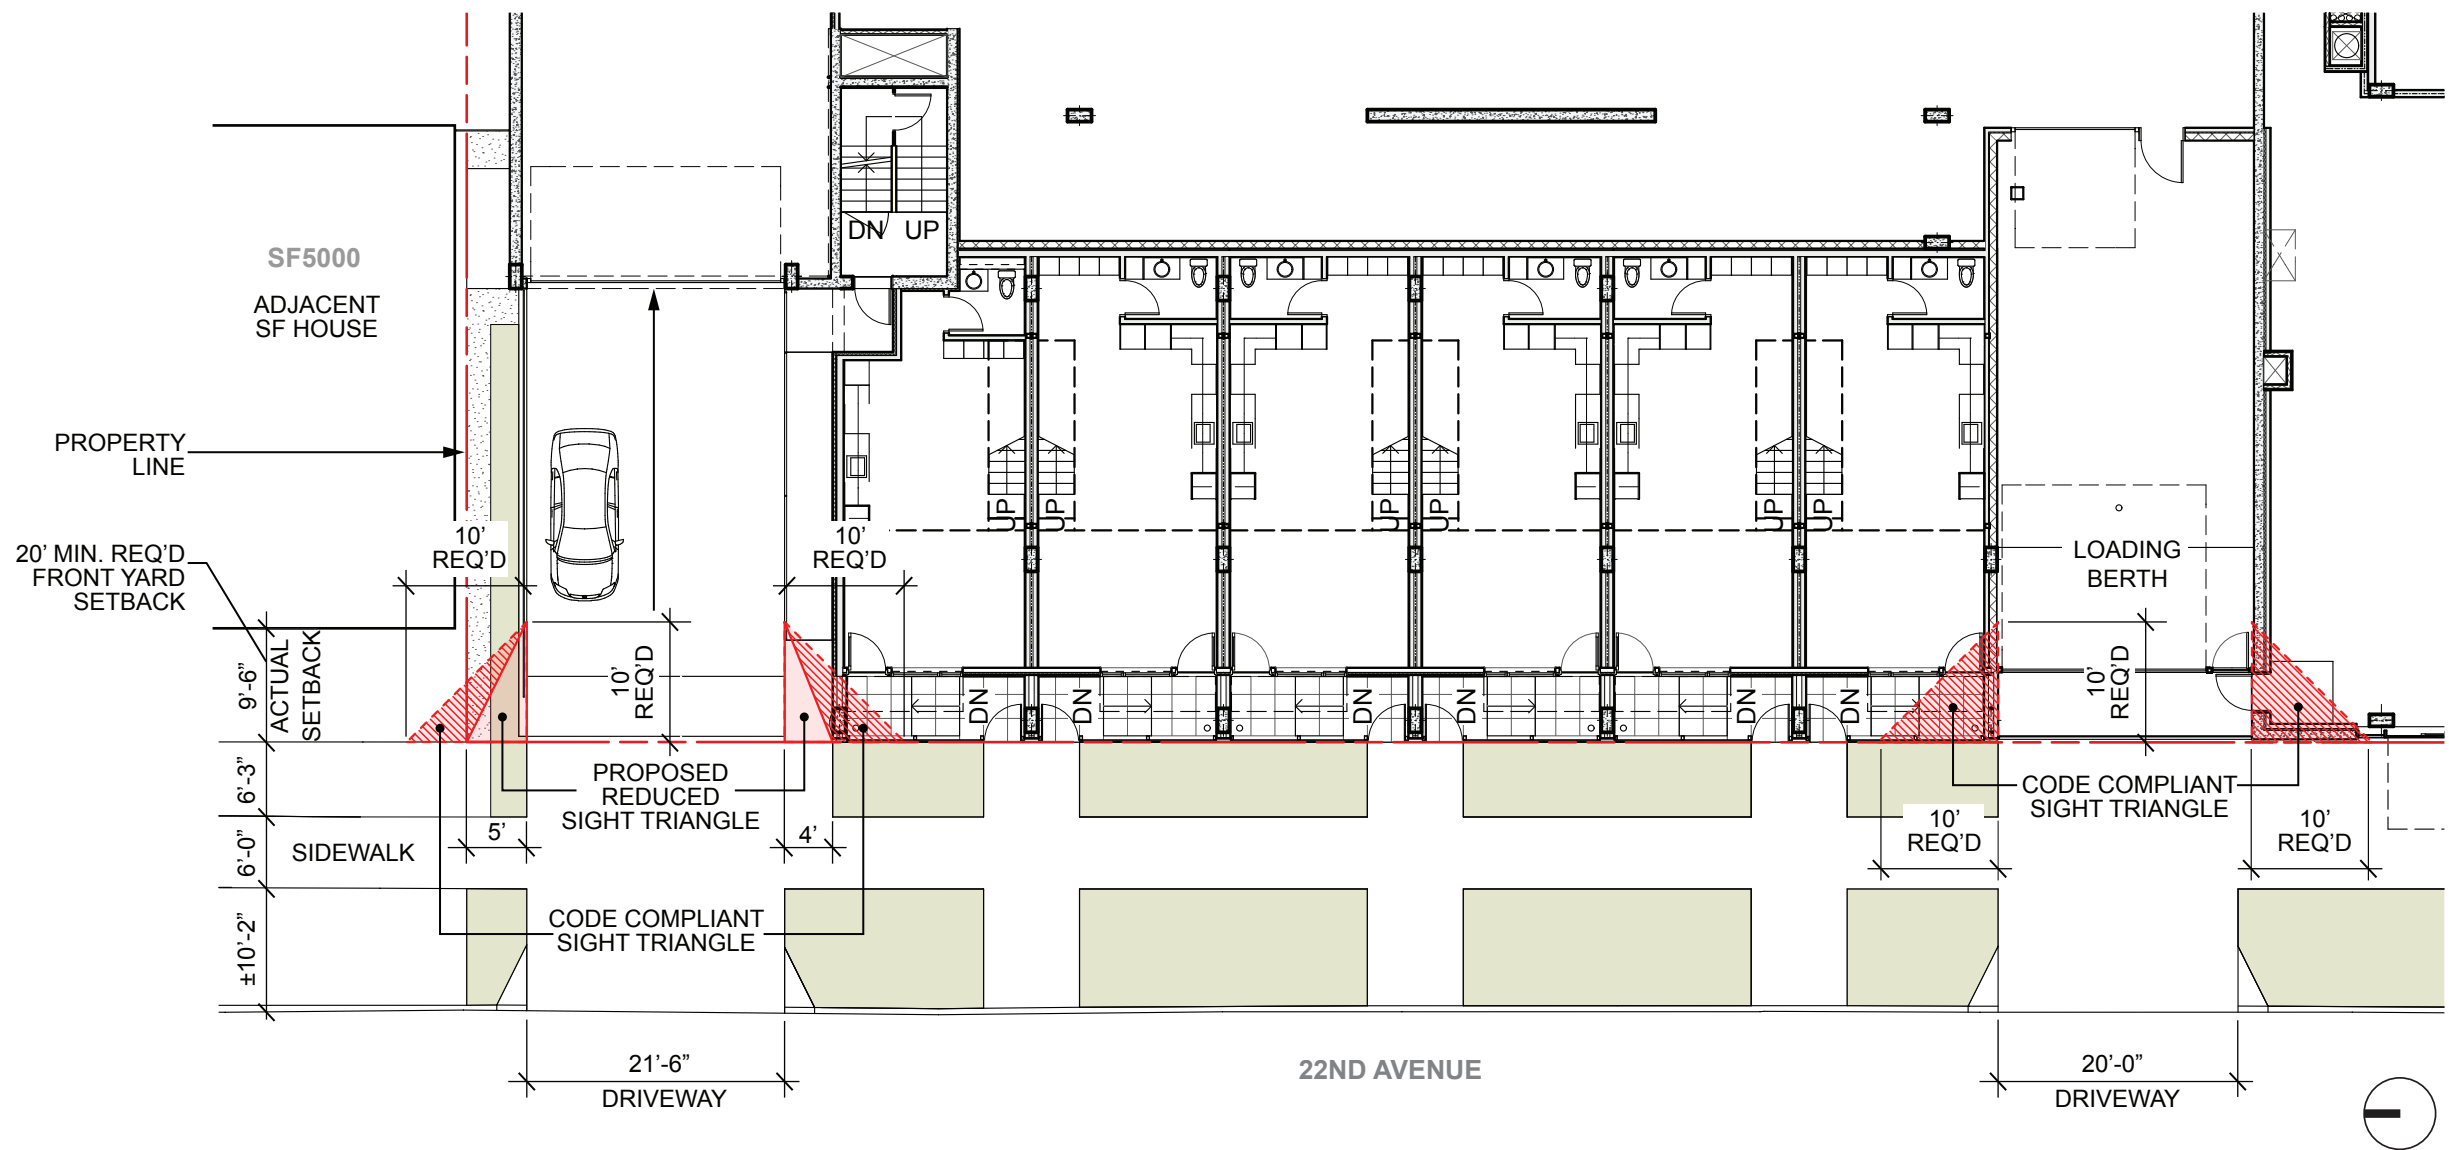 DN UP
SF5000
ADJACENT
SF HOUSE
PROPERTY
LINE
20’ MIN. REQ’D
FRONT YARD
SETBACK
10’
REQ’D
10’
REQ’D
UP
UP
UP
UP
UP
UP
LOADING
BERTH
9’-6”
ACTUAL
SETBACK
10’
REQ’D
10’
REQ’D
DN
DN
DN
DN
DN
DN
6’-3”
PROPOSED
REDUCED
SIGHT TRIANGLE
CODE COMPLIANT
SIGHT TRIANGLE
5’
4’
10’
REQ’D
10’
REQ’D
6’-0”
SIDEWALK
±10’-2”
CODE COMPLIANT
SIGHT TRIANGLE
21’-6”
DRIVEWAY
22ND AVENUE
20’-0”
DRIVEWAY